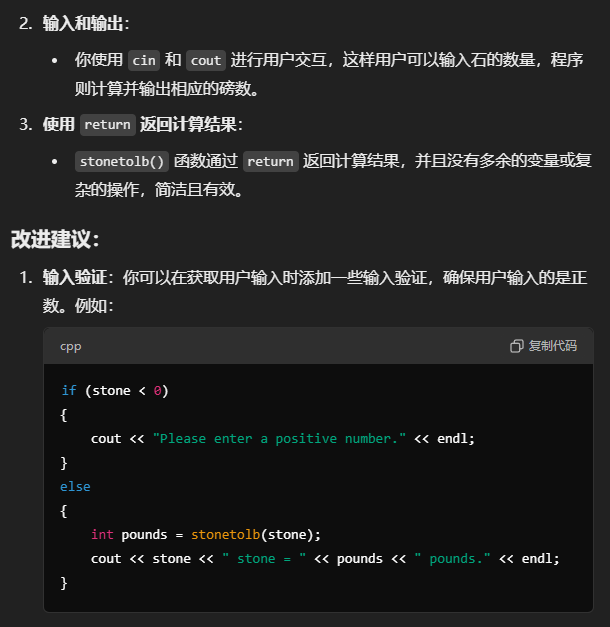 2. 输入和输出：
• 你使用 cin 和 cout 进行用户交互，这样用户可以输入石的数量，程序
则计算并输出相应的磅数。
3. 使用 return 返回计算结果：
• stonetolb() 函数通过 return 返回计算结果，并且没有多余的变量或复
杂的操作，简洁且有效。
改进建议：
1. 输入验证：你可以在获取用户输入时添加一些输入验证，确保用户输入的是正
数。例如：
cpp 复制代码
if (stone < 0)
{
    cout << "Please enter a positive number." << endl;
}
else
{
    int pounds = stonetolb(stone);
    cout << stone << " stone = " << pounds << " pounds." << endl;
}